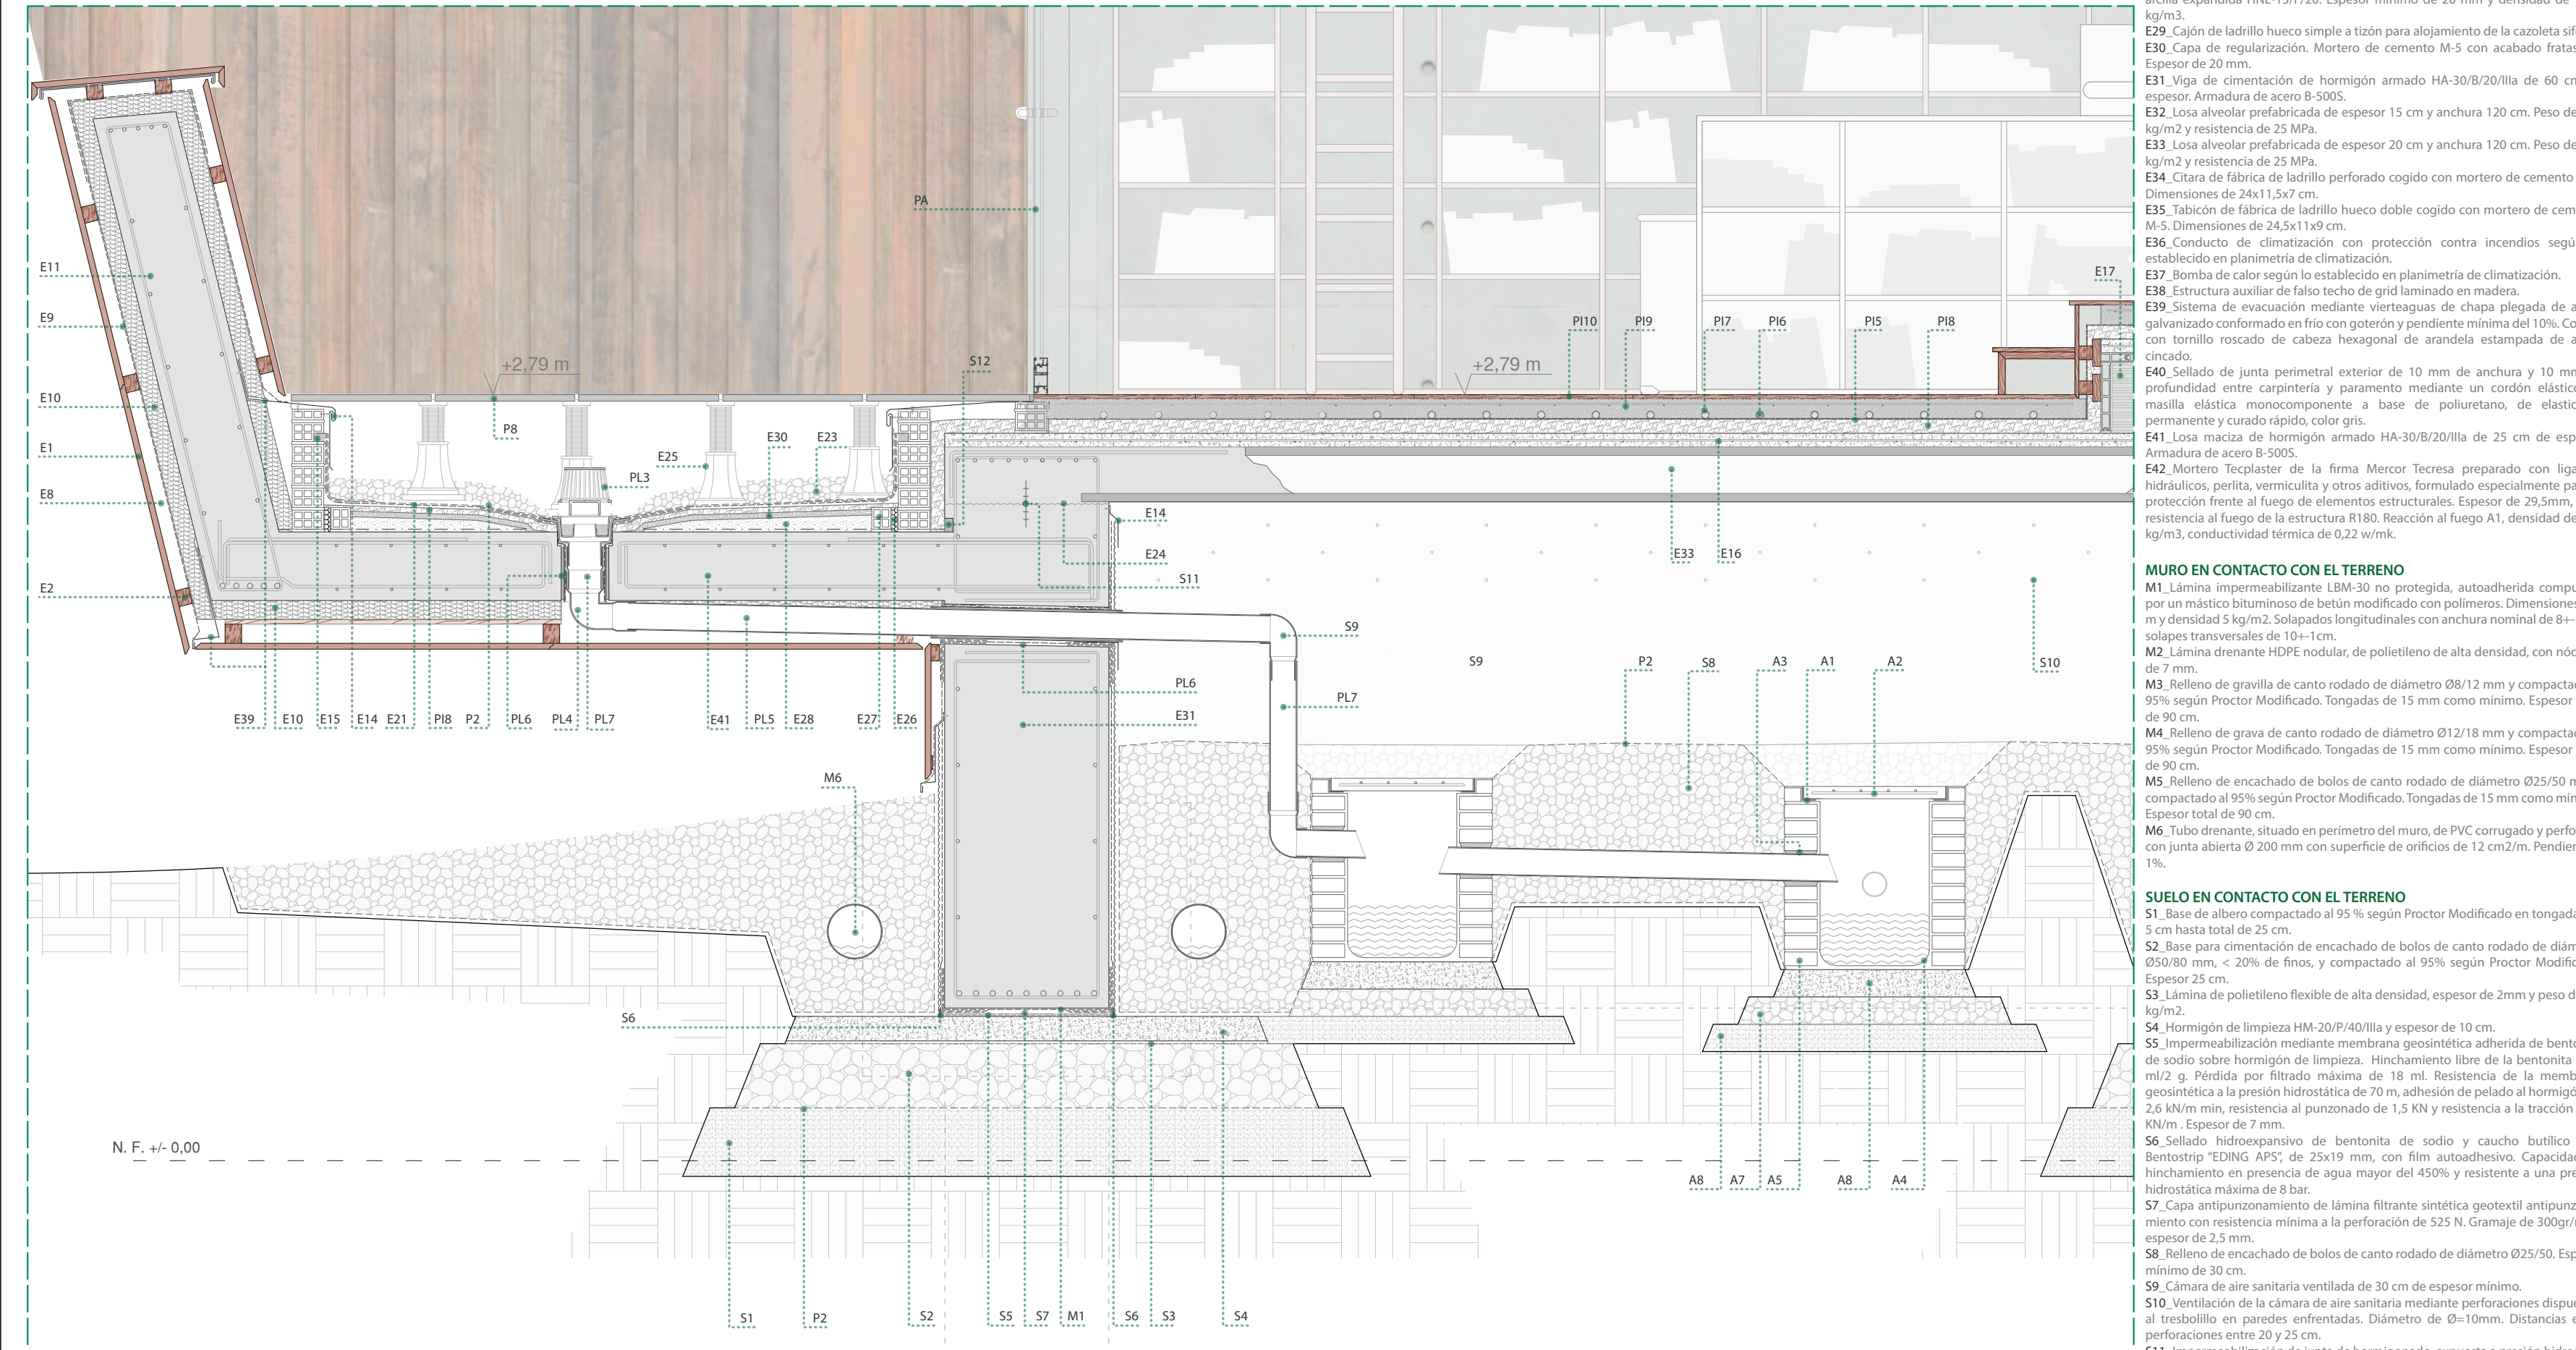 PA
E11
E9
E10
E1
E8
E2
+2,79 m
P8
E25
E30
E23
PL3
S12
+2,79 m
PI10
PI9
PI7
PI6
PI5
PI8
E17
E14
E24
S11
E33
E16
S9
S9
P2
S8
A3
A1
A2
S10
PL6
PL7
E31
E39
E10
E15
E14
E21
PI8
P2
PL6
PL4
PL7
E41
PL5
E28
E27
E26
M6
S6
N. F. +/- 0,00
A8
A7
A5
A8
A4
S1
P2
S2
S5
S7
M1
S6
S3
S4
kg/m3.
E29_Cajón de ladrillo hueco simple a tizón para alojamiento de la cazoleta
E30_Capa de regularización. Mortero de cemento M-5 con acabado
Espesor de 20 mm.
E31_Viga de cimentación de hormigón armado HA-30/B/20/IIIa de 60
espesor. Armadura de acero B-500S.
E32_Losa alveolar prefabricada de espesor 15 cm y anchura 120 cm. Peso de
kg/m2 y resistencia de 25 MPa.
E33_Losa alveolar prefabricada de espesor 20 cm y anchura 120 cm. Peso de
kg/m2 y resistencia de 25 MPa.
E34_Citara de fábrica de ladrillo perforado cogido con mortero de cemento
Dimensiones de 24x11,5x7 cm.
E35_Tabicón de fábrica de ladrillo hueco doble cogido con mortero de
M-5. Dimensiones de 24,5x11x9 cm.
E36_Conducto de climatización con protección contra incendios
establecido en planimetría de climatización.
E37_Bomba de calor según lo establecido en planimetría de climatización.
E38_Estructura auxiliar de falso techo de grid laminado en madera.
E39_Sistema de evacuación mediante vierteaguas de chapa plegada de
galvanizado conformado en frío con goterón y pendiente mínima del 10%.
con tornillo roscado de cabeza hexagonal de arandela estampada de
cincado.
E40_Sellado de junta perimetral exterior de 10 mm de anchura y 10
profundidad entre carpintería y paramento mediante un cordón
masilla elástica monocomponente a base de poliuretano, de
permanente y curado rápido, color gris.
E41_Losa maciza de hormigón armado HA-30/B/20/IIIa de 25 cm de
Armadura de acero B-500S.
E42_Mortero Tecplaster de la firma Mercor Tecresa preparado con
hidráulicos, perlita, vermiculita y otros aditivos, formulado especialmente
protección frente al fuego de elementos estructurales. Espesor de 29,5mm,
resistencia al fuego de la estructura R180. Reacción al fuego A1, densidad de
kg/m3, conductividad térmica de 0,22 w/mk.
MURO EN CONTACTO CON EL TERRENO
M1_Lámina impermeabilizante LBM-30 no protegida, autoadherida
por un mástico bituminoso de betún modificado con polímeros. Dimensiones
m y densidad 5 kg/m2. Solapados longitudinales con anchura nominal de 8+-
solapes transversales de 10+-1cm.
M2_Lámina drenante HDPE nodular, de polietileno de alta densidad, con
de 7 mm.
M3_Relleno de gravilla de canto rodado de diámetro Ø8/12 mm y
95% según Proctor Modificado. Tongadas de 15 mm como mínimo. Espesor
de 90 cm.
M4_Relleno de grava de canto rodado de diámetro Ø12/18 mm y
95% según Proctor Modificado. Tongadas de 15 mm como mínimo. Espesor
de 90 cm.
M5_Relleno de encachado de bolos de canto rodado de diámetro Ø25/50
compactado al 95% según Proctor Modificado. Tongadas de 15 mm como
Espesor total de 90 cm.
M6_Tubo drenante, situado en perímetro del muro, de PVC corrugado y
con junta abierta Ø 200 mm con superficie de orificios de 12 cm2/m.
1%.
SUELO EN CONTACTO CON EL TERRENO
S1_Base de albero compactado al 95 % según Proctor Modificado en
5 cm hasta total de 25 cm.
S2_Base para cimentación de encachado de bolos de canto rodado de
Ø50/80 mm, < 20% de finos, y compactado al 95% según Proctor
Espesor 25 cm.
S3_Lámina de polietileno flexible de alta densidad, espesor de 2mm y peso
kg/m2.
S4_Hormigón de limpieza HM-20/P/40/IIIa y espesor de 10 cm.
S5_Impermeabilización mediante membrana geosintética adherida de
de sodio sobre hormigón de limpieza. Hinchamiento libre de la bentonita
ml/2 g. Pérdida por filtrado máxima de 18 ml. Resistencia de la
geosintética a la presión hidrostática de 70 m, adhesión de pelado al
2,6 kN/m min, resistencia al punzonado de 1,5 KN y resistencia a la tracción
KN/m . Espesor de 7 mm.
S6_Sellado hidroexpansivo de bentonita de sodio y caucho butílico
Bentostrip “EDING APS”, de 25x19 mm, con film autoadhesivo.
hinchamiento en presencia de agua mayor del 450% y resistente a una
hidrostática máxima de 8 bar.
S7_Capa antipunzonamiento de lámina filtrante sintética geotextil
miento con resistencia mínima a la perforación de 525 N. Gramaje de
espesor de 2,5 mm.
S8_Relleno de encachado de bolos de canto rodado de diámetro Ø25/50.
mínimo de 30 cm.
S9_Cámara de aire sanitaria ventilada de 30 cm de espesor mínimo.
S10_Ventilación de la cámara de aire sanitaria mediante perforaciones
al tresbolillo en paredes enfrentadas. Diámetro de Ø=10mm. Distancias
perforaciones entre 20 y 25 cm.